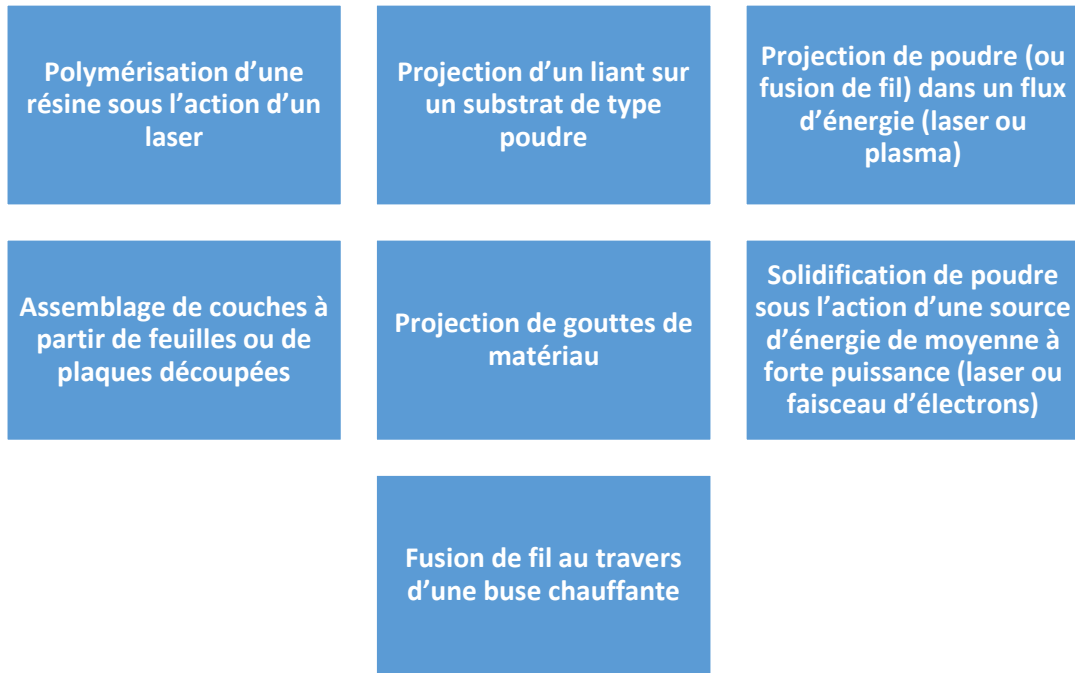 Polymérisation d’une
résine sous l’action d’un
laser
Projection d’un liant sur
un substrat de type
poudre
Projection de poudre (ou
fusion de fil) dans un flux
d’énergie (laser ou
plasma)
Assemblage de couches à
partir de feuilles ou de
plaques découpées
Projection de gouttes de
matériau
Solidification de poudre
sous l’action d’une source
d’énergie de moyenne à
forte puissance (laser ou
faisceau d’électrons)
Fusion de fil au travers
d’une buse chauffante